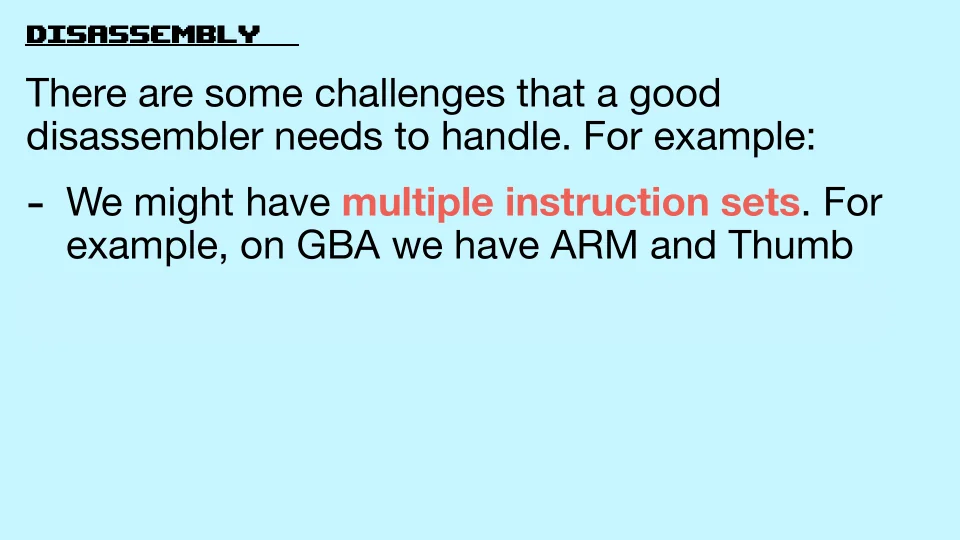 DISASSEMBLY
There are some challenges that a good
disassembler needs to handle. For example:
- We might have multiple instruction sets. For
example, on GBA we have ARM and Thumb